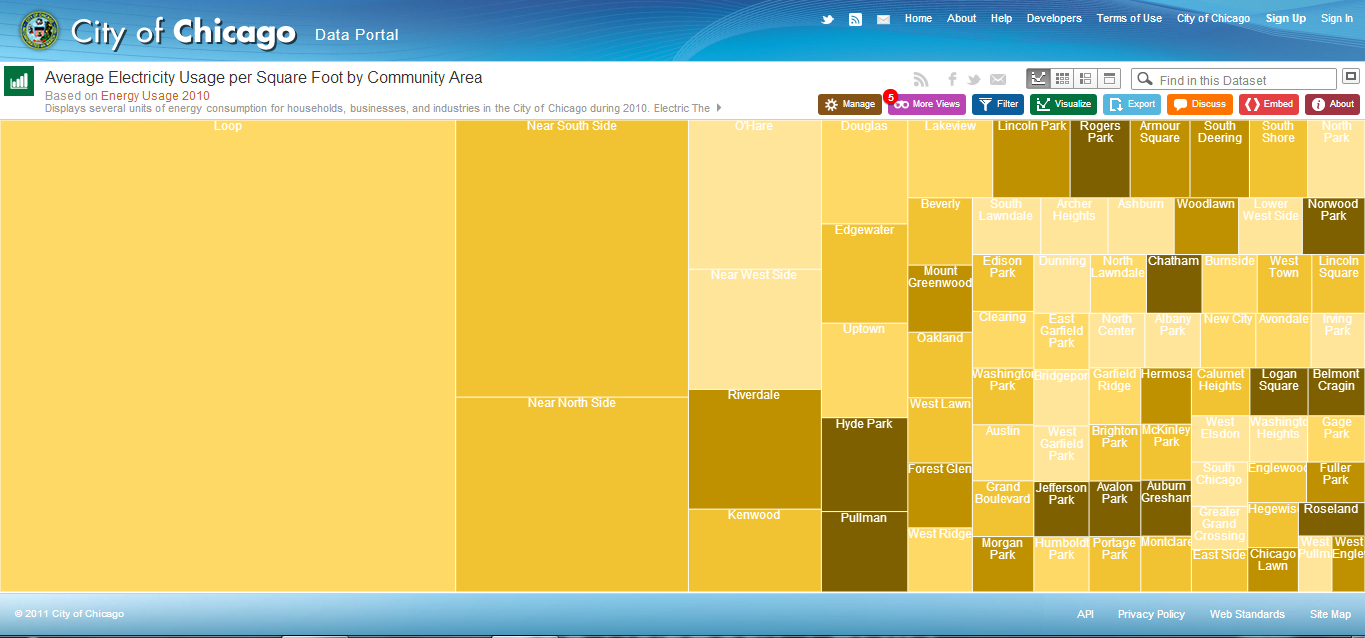 City of Chicago Data Portal
Home About Help Developers Terms of Use City of Chicago Sign Up Sign In
Average Electricity Usage per Square Foot by Community Area
Based on Energy Usage 2010
Displays several units of energy consumption for households, businesses, and industries in the City of Chicago during 2010. Electric The
Find in this Dataset
Manage 5 More Views Filter Visualize Export Discuss Embed About
Loop
Near South Side
Near North Side
O'Hare
Near West Side
Riverdale
Kenwood
Douglas
Edgewater
Uptown
Hyde Park
Pullman
Lakeview
Lincoln Park
Rogers
Park
Armour
Square
South
Deering
South
Shore
North
Park
Beverly
Mount
Greenwood
Oakland
West Lawn
Forest Glen
West Ridge
South
Lawndale
Archer
Heights
Ashburn
Woodlawn
Lower
West Side
Norwood
Park
Edison
Park
Dunning
North
Lawndale
Chatham
Burnside
West
Town
Lincoln
Square
Clearing
East
Garfield
Park
North
Center
Albany
Park
New City
Avondale
Irving
Park
Washington
Park
Bridgepor
Garfield
Ridge
Hermosa
Calumet
Heights
Logan
Square
Belmont
Cragin
Austin
West
Garfield
Park
Brighton
Park
McKinley
Park
West
Elsdon
Washingto
Heights
Gage
Park
Grand
Boulevard
Jefferson
Park
Avalon
Park
Auburn
Gresham
South
Chicago
Englewood
Fuller
Park
Greater
Grand
Crossing
Hegewis
Roseland
Morgan
Park
Humboldt
Park
Portage
Park
Montclare
East Side
Chicago
Lawn
West
Pullm
West
Engle
© 2011 City of Chicago
API Privacy Policy Web Standards Site Map